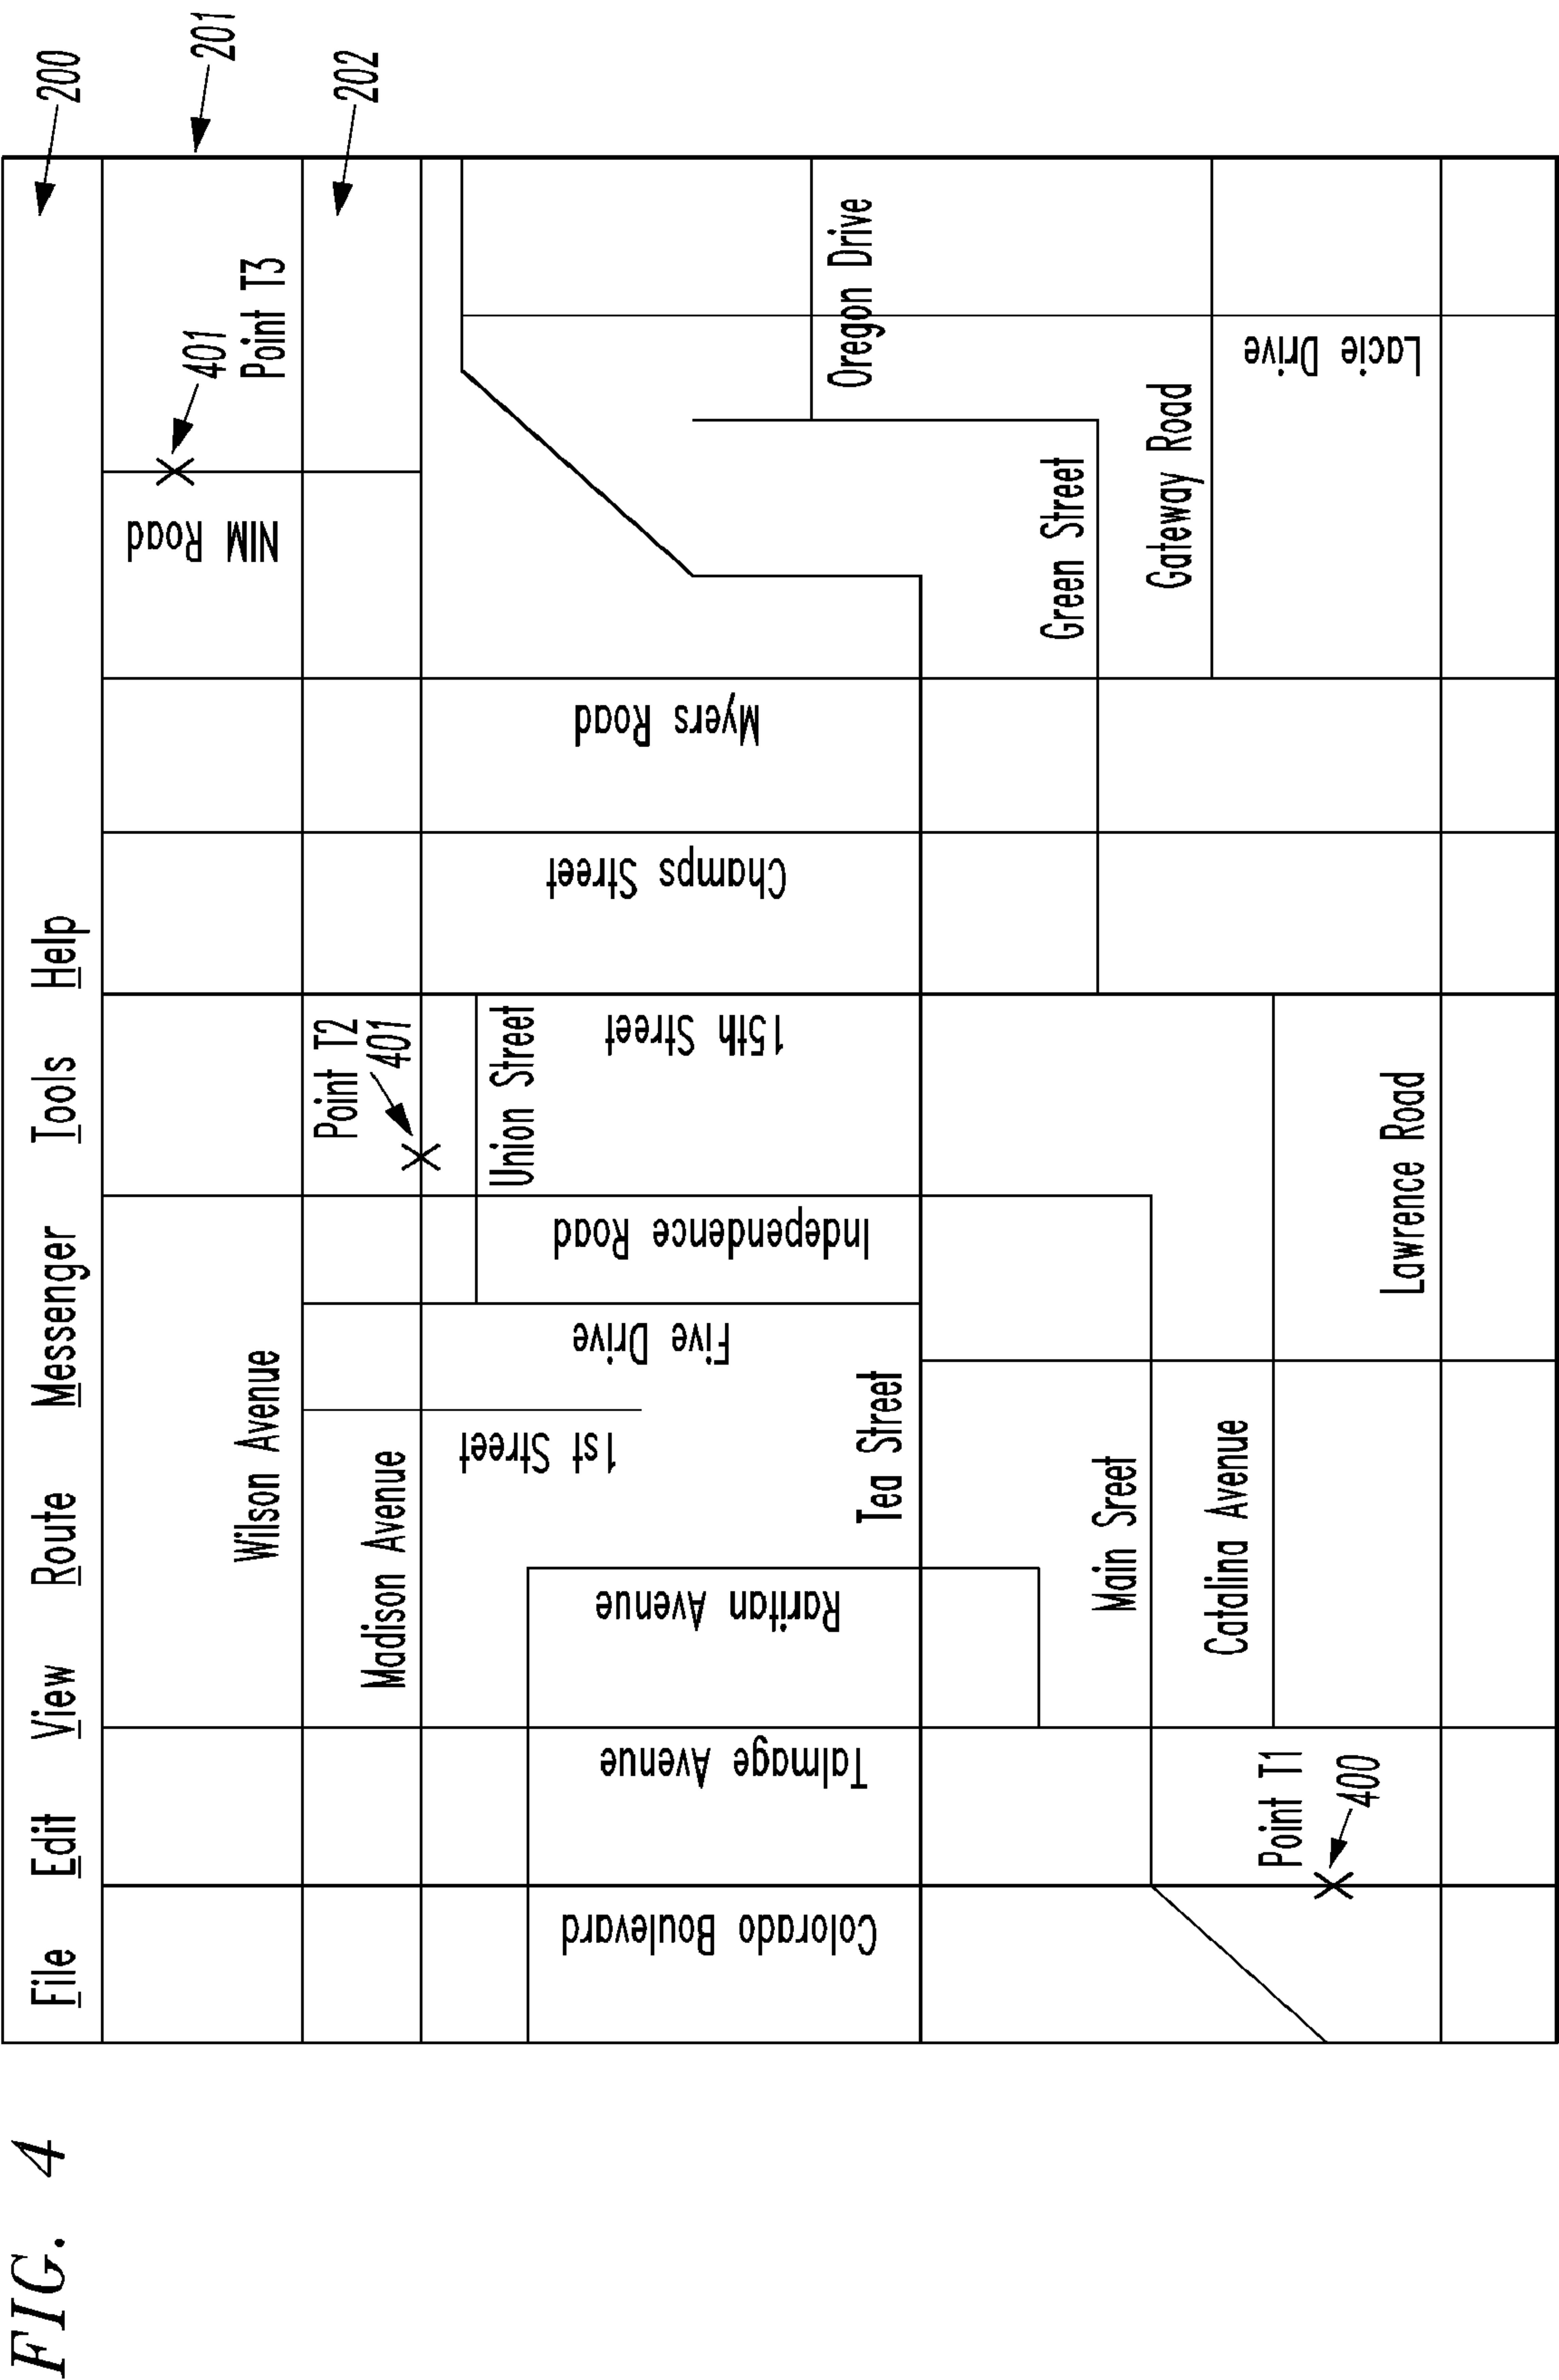 FIG. 4
File Edit View Route Messenger Tools Help
200
201
202
Wilson Avenue
NIM Road
401
Point T3
Madison Avenue
Point T2
401
1st Street
Union Street
Colorado Boulevard
Talmage Avenue
Raritan Avenue
Five Drive
Independence Road
15th Street
Champs Street
Myers Road
Tea Street
Oregon Drive
Main Sreet
Green Street
Gateway Road
Catalina Avenue
Point T1
400
Lacie Drive
Lawrence Road